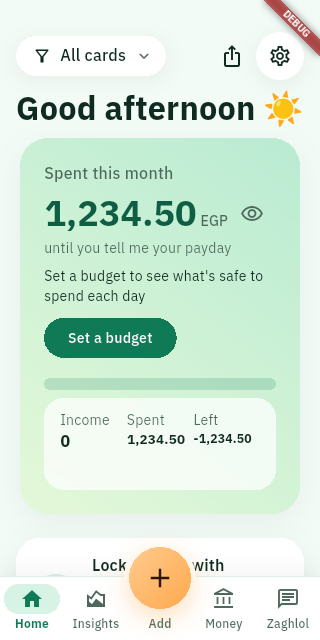 DEBUG
All cards
Good afternoon ☀️
Spent this month
1,234.50 EGP
until you tell me your payday
Set a budget to see what's safe to
spend each day
Set a budget
Income Spent Left
0 1,234.50 -1,234.50
Lock with
Home Insights Add Money Zaghlol